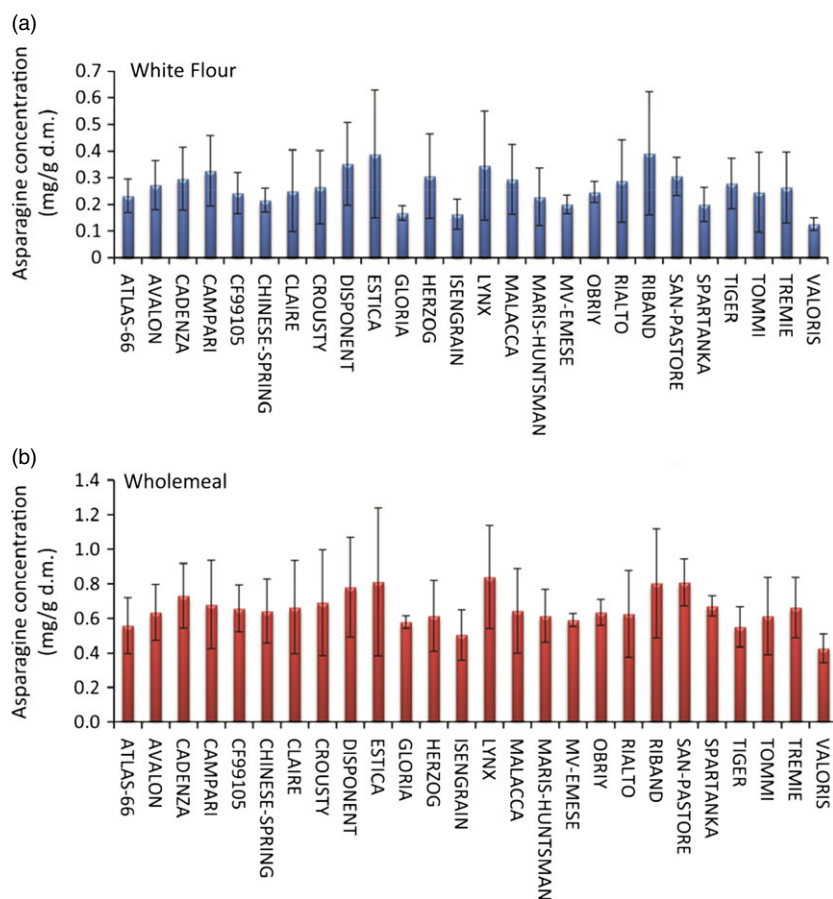 (a)
White Flour
Asparagine concentration
(mg/g d.m.)
0.7
0.6
0.5
0.4
0.3
0.2
0.1
0
ATLAS-66
AVALON
CADENZA
CAMPARI
CF99105
CHINESE-SPRING
CLAIRE
CROUSTY
DISPONENT
ESTICA
GLORIA
HERZOG
ISENGRAIN
LYNX
MALACCA
MARIS-HUNTSMAN
MV-EMESE
OBRIY
RIALTO
RIBAND
SAN-PASTORE
SPARTANKA
TIGER
TOMMI
TREMIE
VALORIS
(b)
Wholemeal
Asparagine concentration
(mg/g d.m.)
1.4
1.2
1.0
0.8
0.6
0.4
0.2
0.0
ATLAS-66
AVALON
CADENZA
CAMPARI
CF99105
CHINESE-SPRING
CLAIRE
CROUSTY
DISPONENT
ESTICA
GLORIA
HERZOG
ISENGRAIN
LYNX
MALACCA
MARIS-HUNTSMAN
MV-EMESE
OBRIY
RIALTO
RIBAND
SAN-PASTORE
SPARTANKA
TIGER
TOMMI
TREMIE
VALORIS